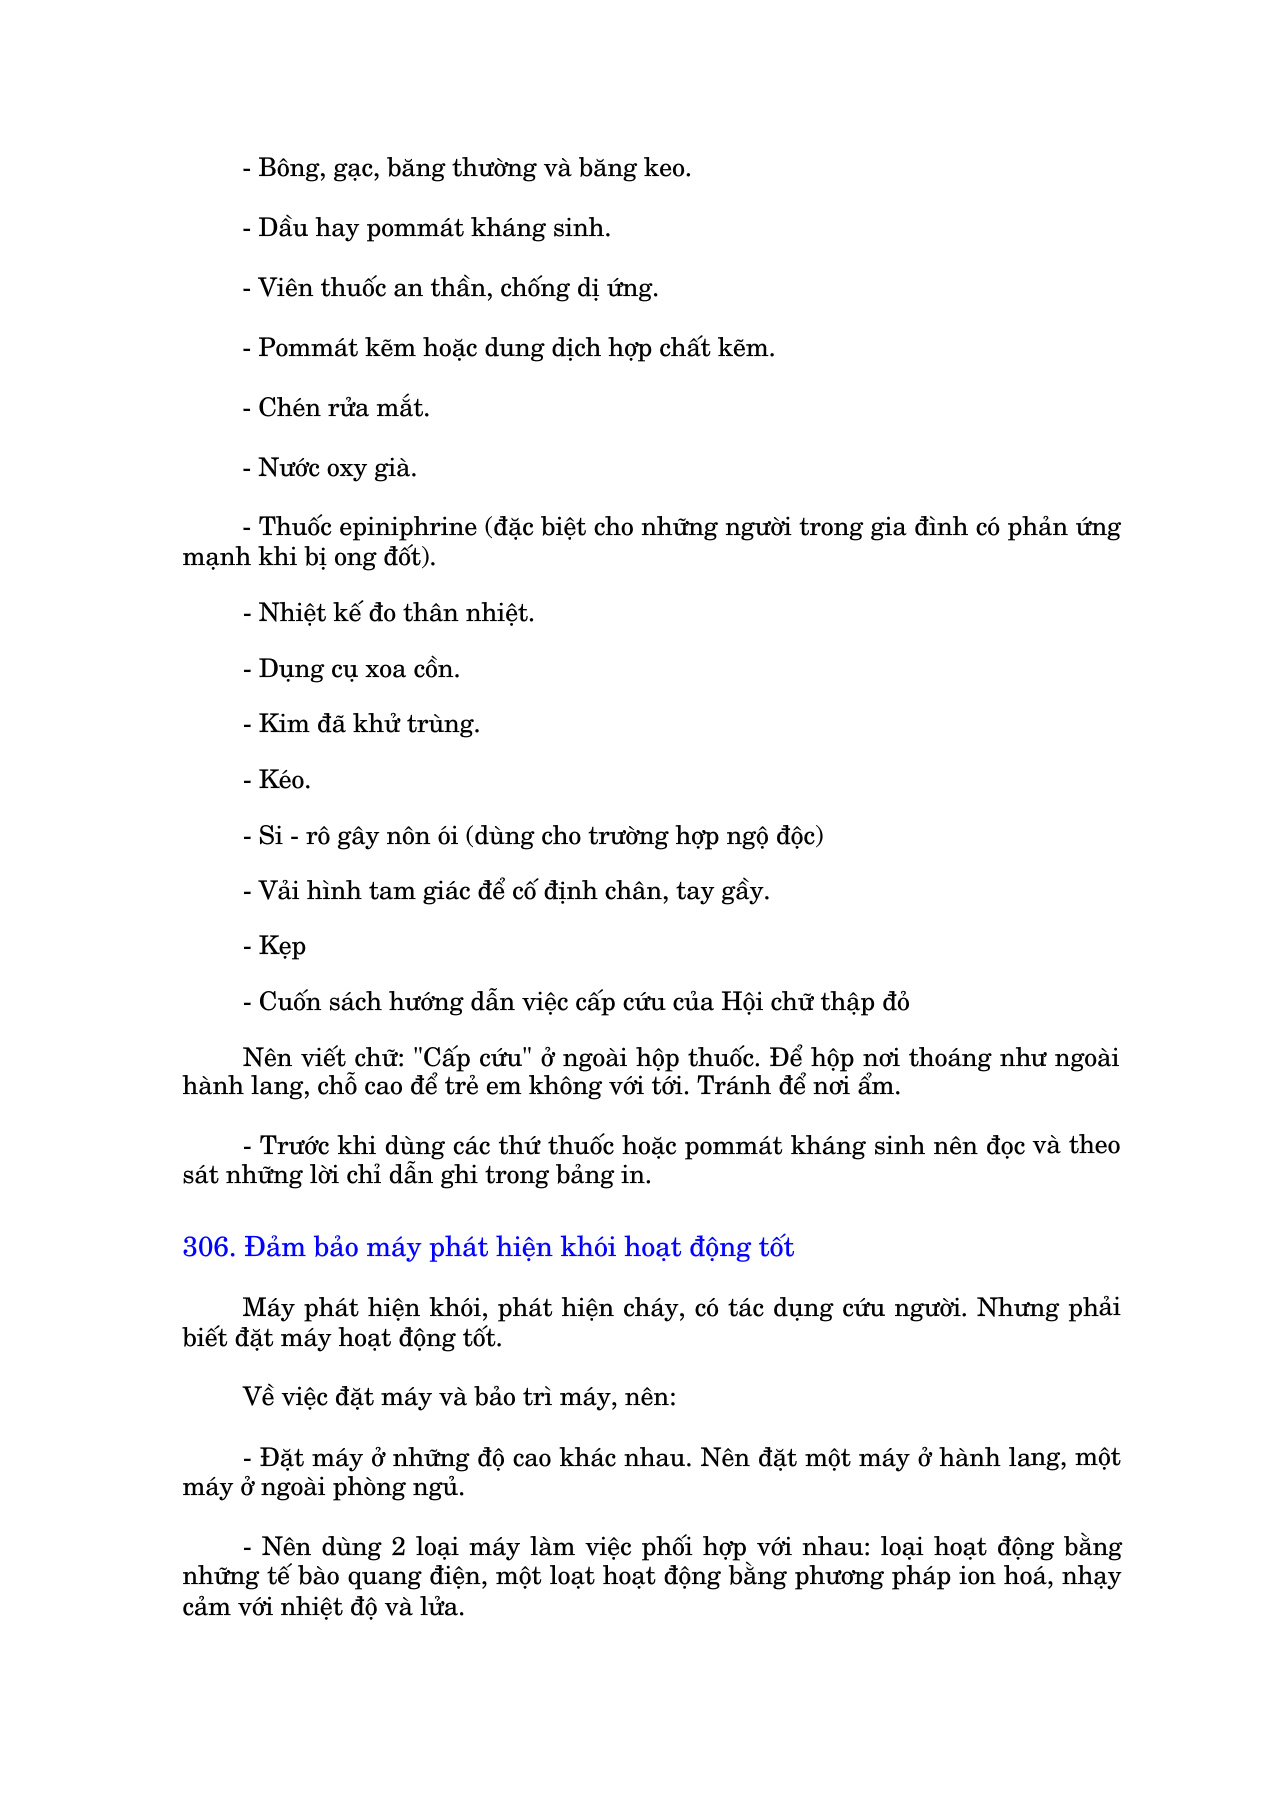 - Bông, gạc, băng thường và băng keo.
- Dầu hay pommát kháng sinh.
- Viên thuốc an thần, chống dị ứng.
- Pommát kẽm hoặc dung dịch hợp chất kẽm.
- Chén rửa mắt.
- Nước oxy già.
- Thuốc epiniphrine (đặc biệt cho những người trong gia đình có phản ứng
mạnh khi bị ong đốt).
- Nhiệt kế đo thân nhiệt.
- Dụng cụ xoa cồn.
- Kim đã khử trùng.
- Kéo.
- Si - rô gây nôn ói (dùng cho trường hợp ngộ độc)
- Vải hình tam giác để cố định chân, tay gầy.
- Kẹp
- Cuốn sách hướng dẫn việc cấp cứu của Hội chữ thập đỏ
Nên viết chữ: "Cấp cứu" ở ngoài hộp thuốc. Để hộp nơi thoáng như ngoài
hành lang, chỗ cao để trẻ em không với tới. Tránh để nơi ẩm.
- Trước khi dùng các thứ thuốc hoặc pommát kháng sinh nên đọc và theo
sát những lời chỉ dẫn ghi trong bảng in.
306. Đảm bảo máy phát hiện khói hoạt động tốt
Máy phát hiện khói, phát hiện cháy, có tác dụng cứu người. Nhưng phải
biết đặt máy hoạt động tốt.
Về việc đặt máy và bảo trì máy, nên:
- Đặt máy ở những độ cao khác nhau. Nên đặt một máy ở hành lang, một
máy ở ngoài phòng ngủ.
- Nên dùng 2 loại máy làm việc phối hợp với nhau: loại hoạt động bằng
những tế bào quang điện, một loạt hoạt động bằng phương pháp ion hoá, nhạy
cảm với nhiệt độ và lửa.